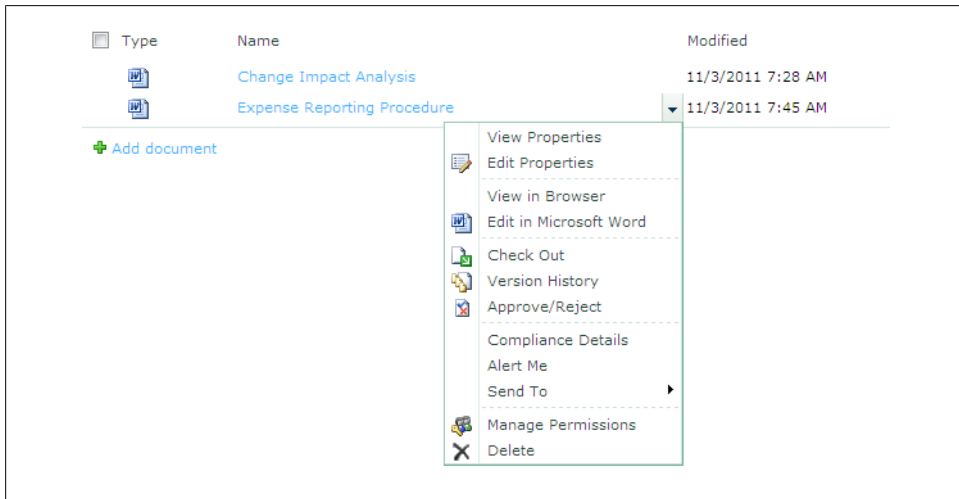 Type Name Modified
Change Impact Analysis 11/3/2011 7:28 AM
Expense Reporting Procedure 11/3/2011 7:45 AM
Add document
View Properties
Edit Properties
View in Browser
Edit in Microsoft Word
Check Out
Version History
Approve/Reject
Compliance Details
Alert Me
Send To
Manage Permissions
Delete